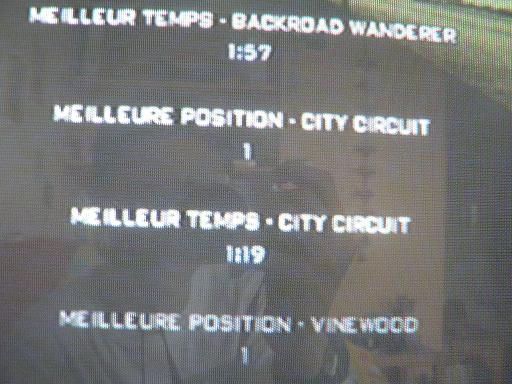 MEILLEUR TEMPS - BACKROAD WANDERER
1:57
MEILLEURE POSITION - CITY CIRCUIT
1
MEILLEUR TEMPS - CITY CIRCUIT
1:19
MEILLEURE POSITION - VINEWOOD
1